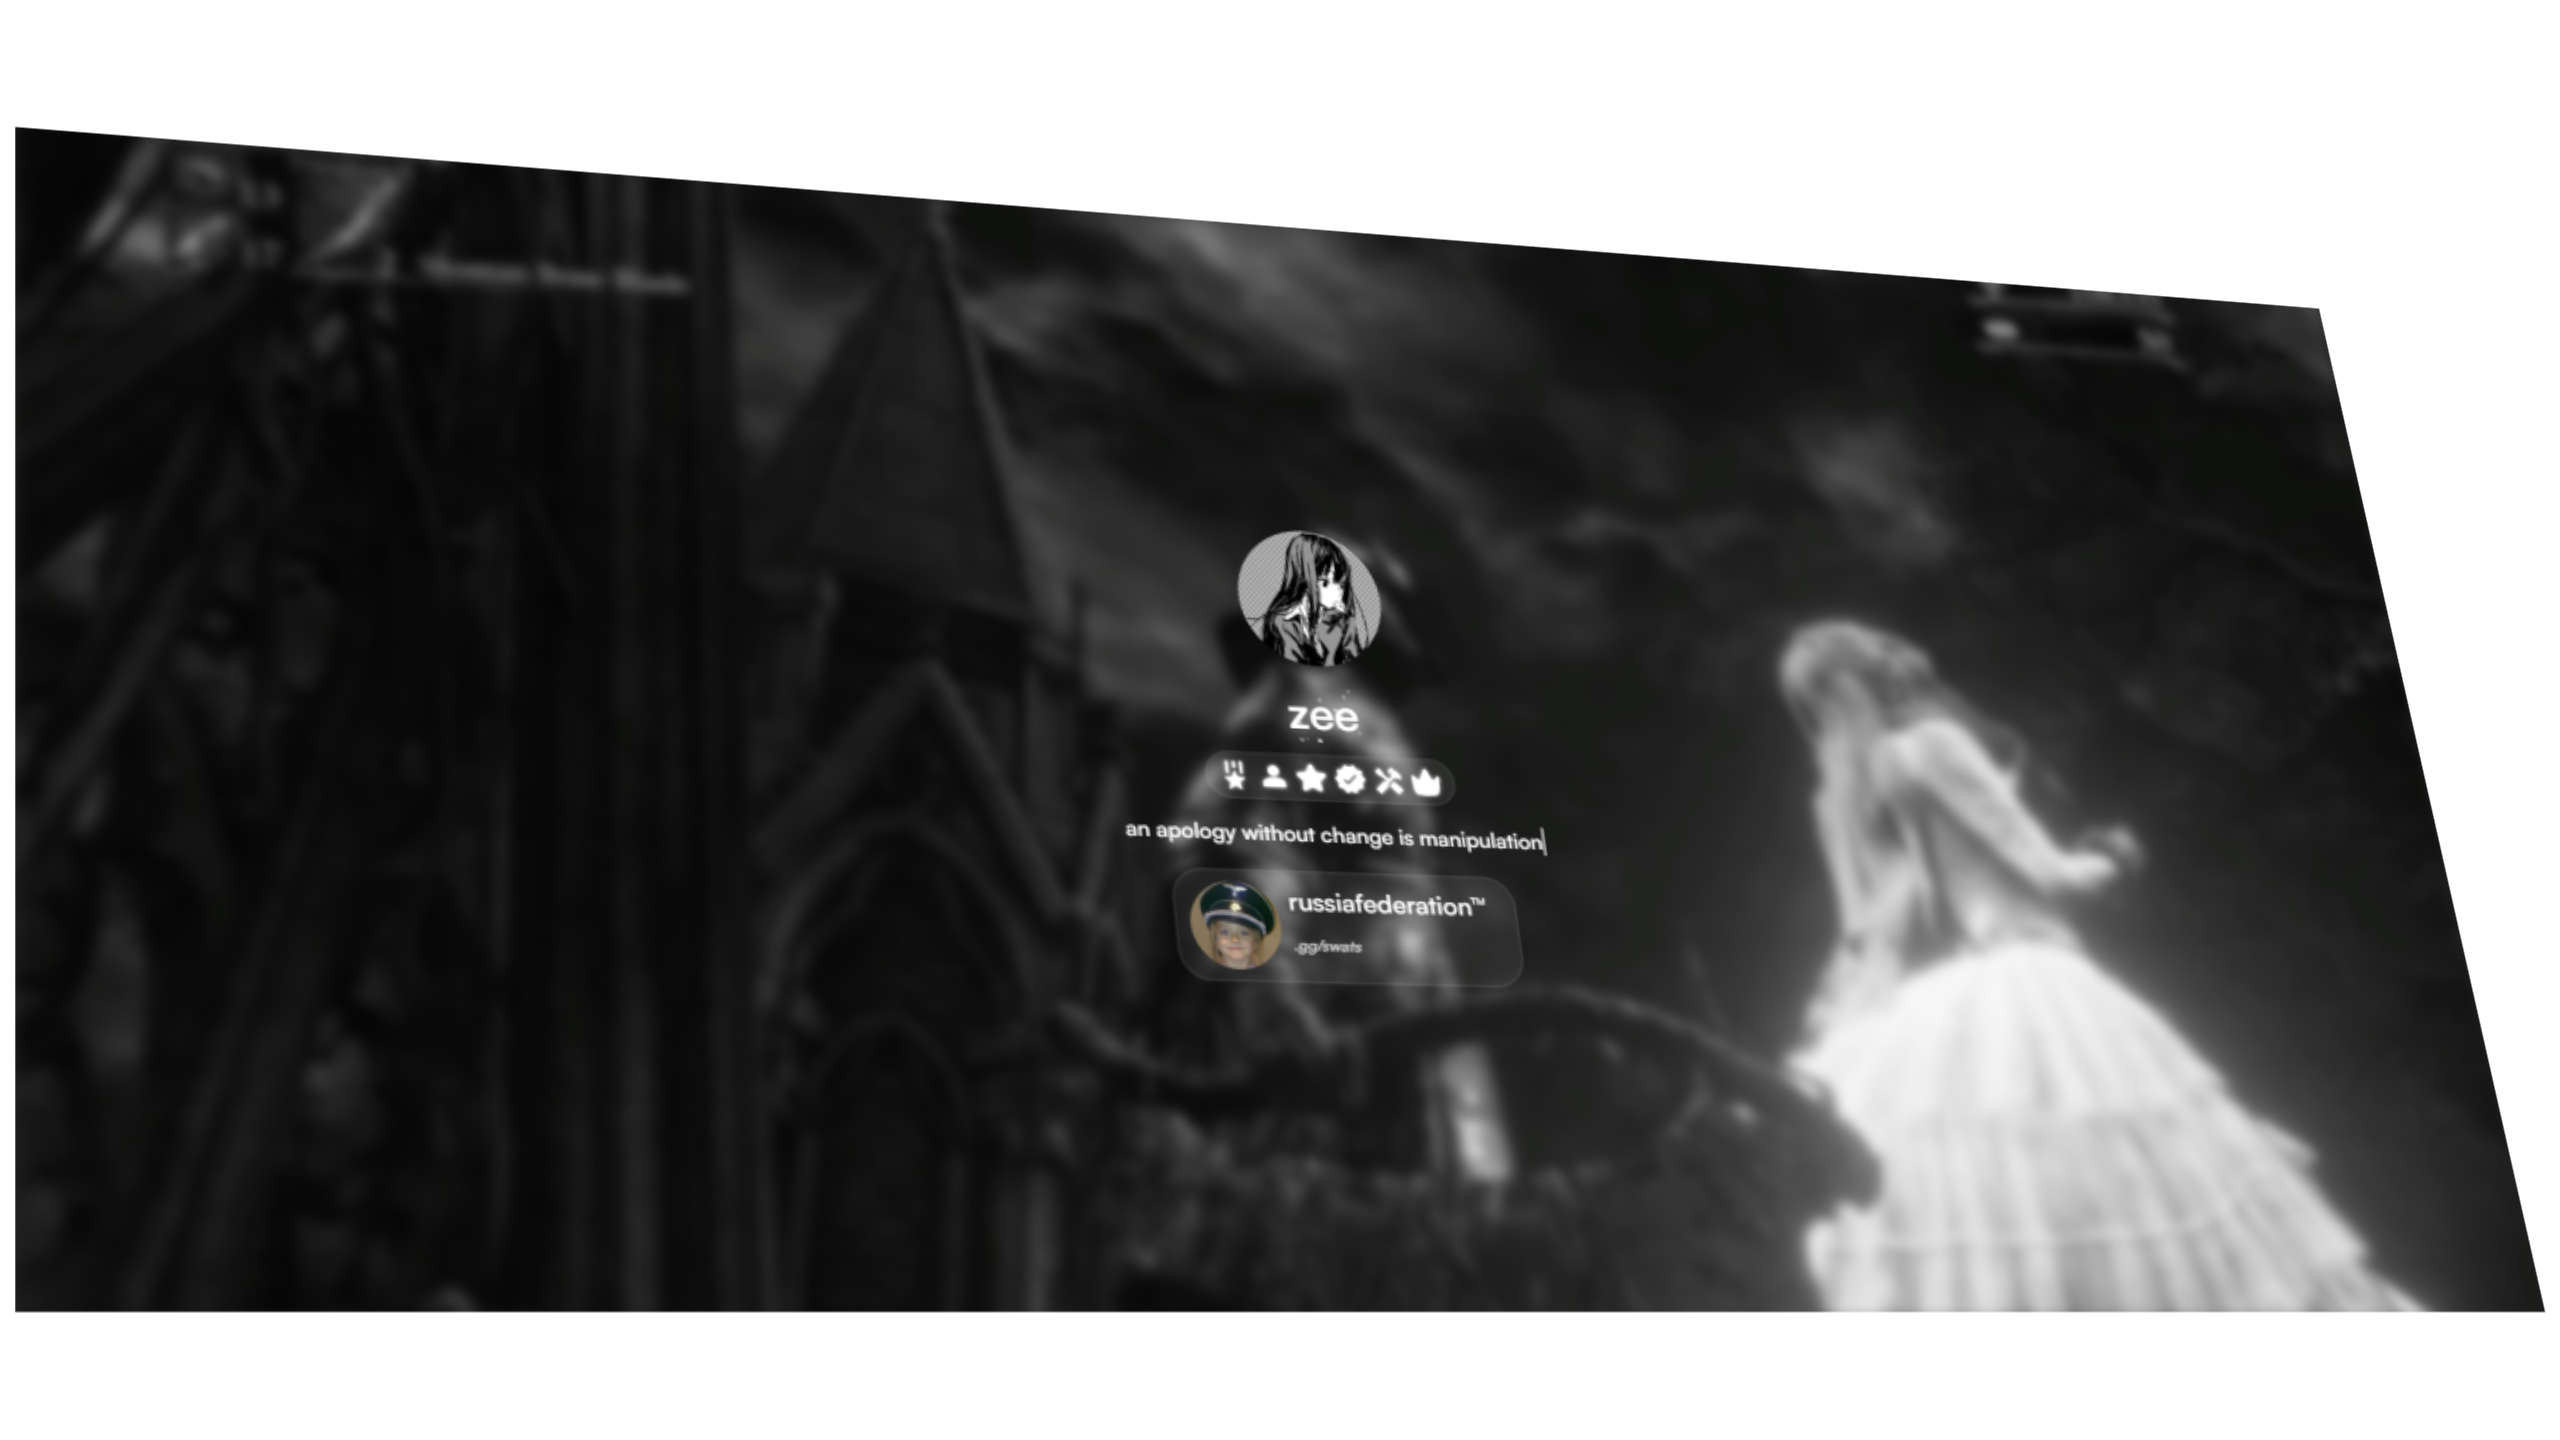 zee
an apology without change is manipulation
russiafederation™
.gg/swats